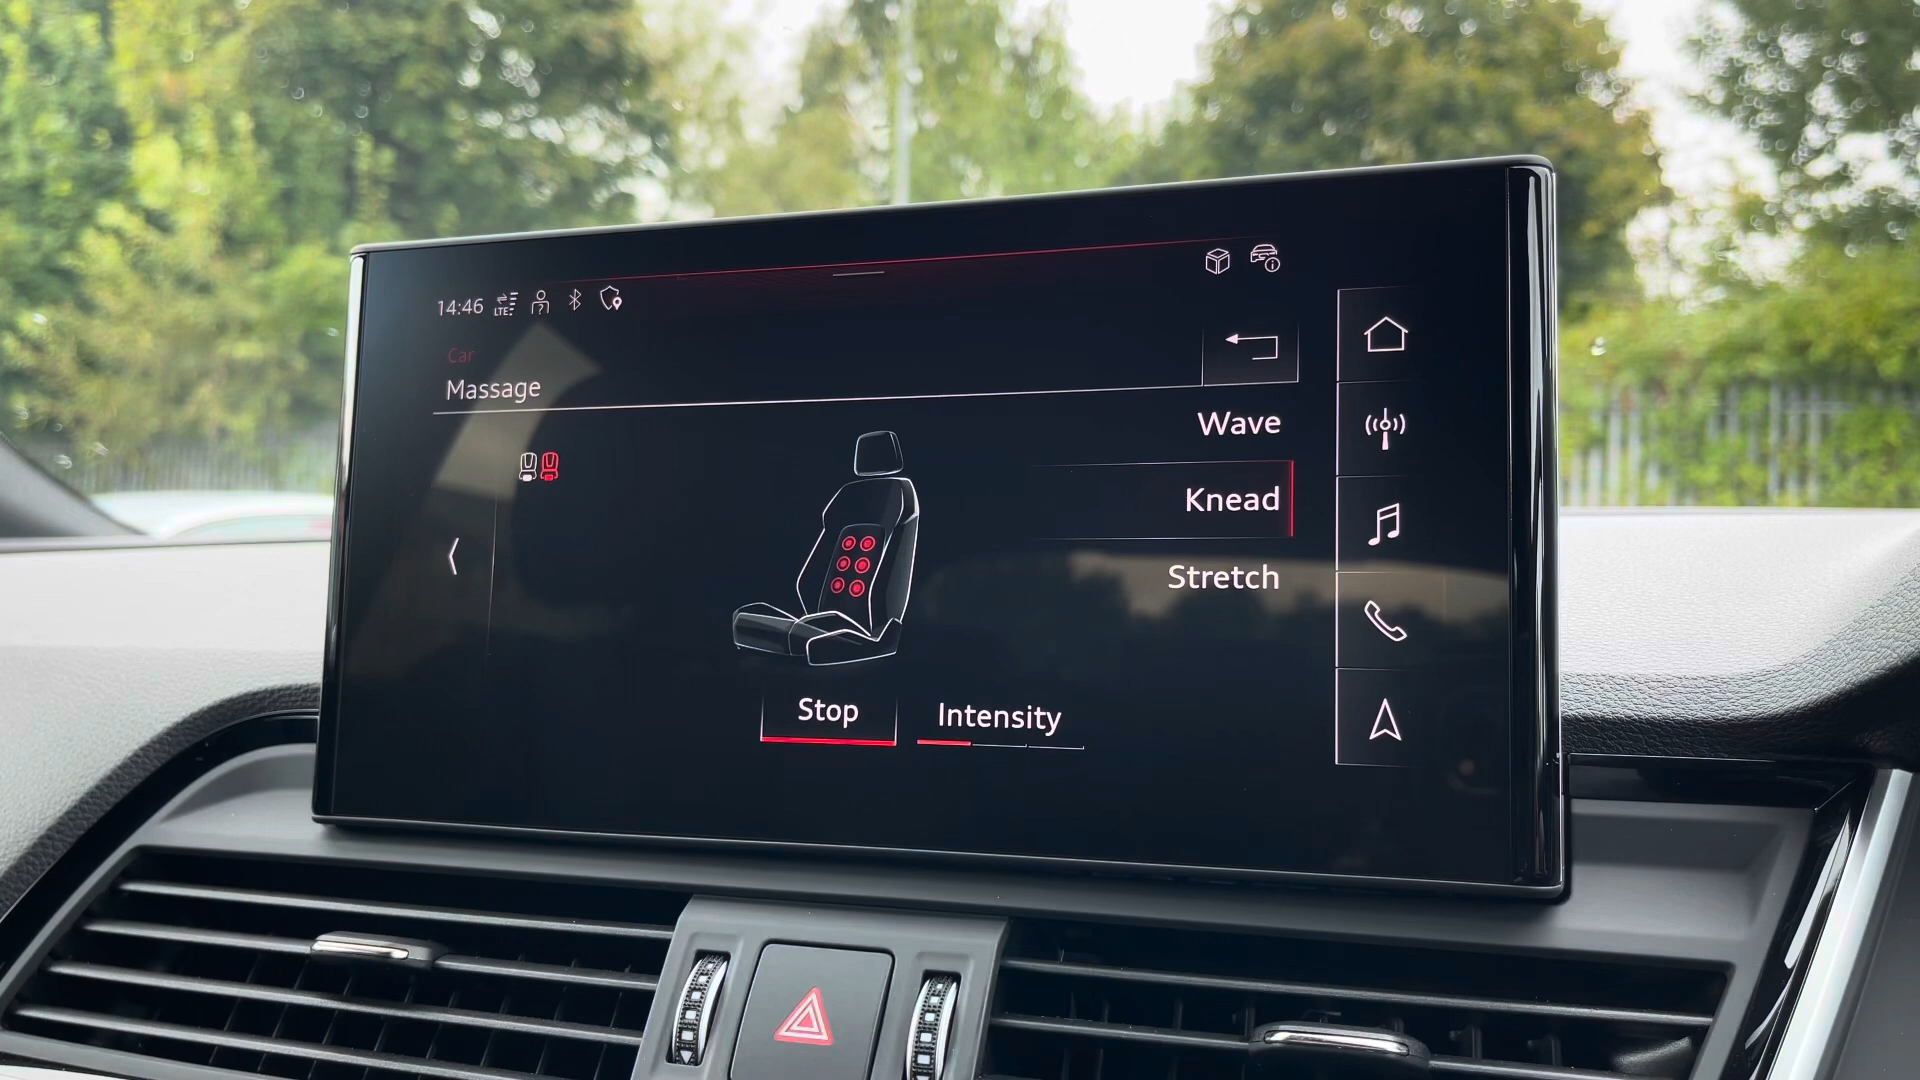 14:46 LTE
Car
Massage
Wave
Knead
Stretch
Stop Intensity